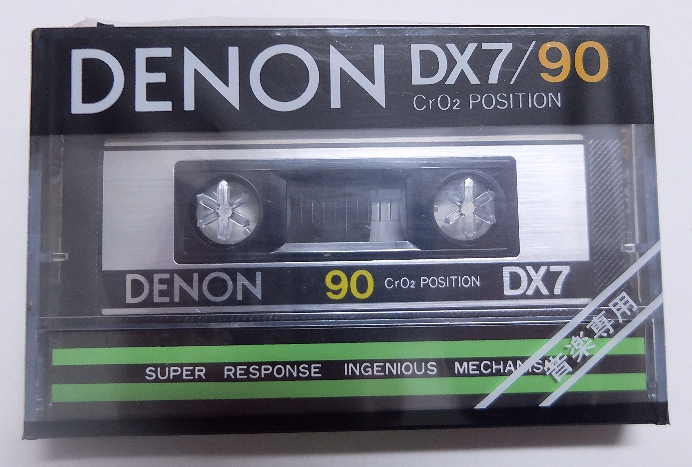 DENON DX7/90
CrO₂ POSITION
DENON 90 CrO₂ POSITION DX7
SUPER RESPONSE INGENIOUS MECHANISM
音楽専用